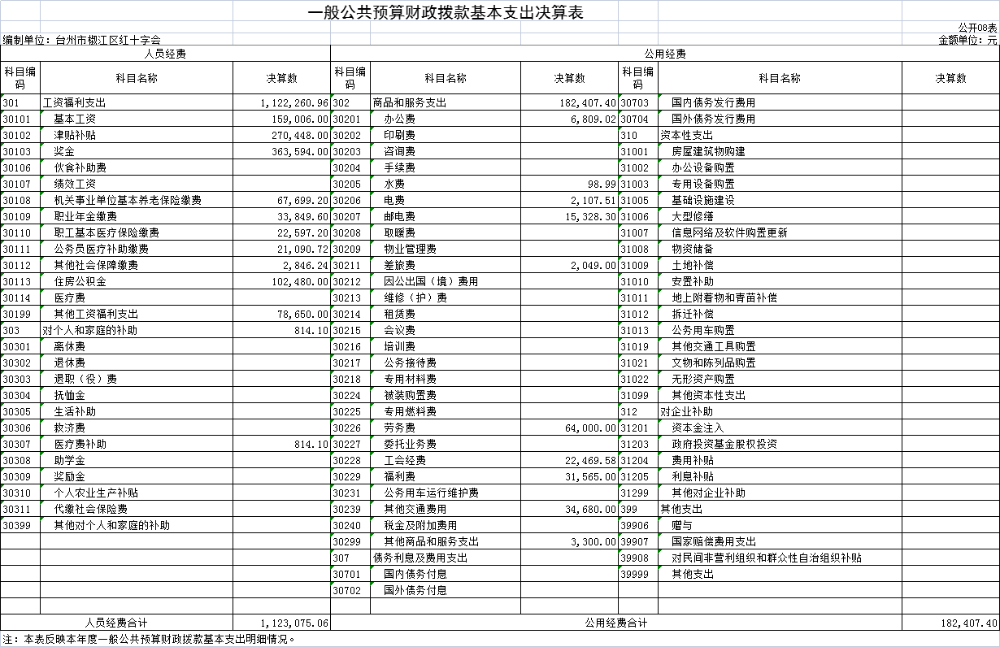 一般公共预算财政拨款基本支出决算表
公开08表
编制单位：台州市椒江区红十字会 金额单位：元
人员经费 公用经费
科目编码 科目名称 决算数 科目编码 科目名称 决算数 科目编码 科目名称 决算数
301 工资福利支出 1,122,260.96 302 商品和服务支出 182,407.40 30703 国内债务发行费用
30101 基本工资 159,006.00 30201 办公费 6,809.02 30704 国外债务发行费用
30102 津贴补贴 270,448.00 30202 印刷费 310 资本性支出
30103 奖金 363,594.00 30203 咨询费 31001 房屋建筑物购建
30106 伙食补助费 30204 手续费 31002 办公设备购置
30107 绩效工资 30205 水费 98.99 31003 专用设备购置
30108 机关事业单位基本养老保险缴费 67,699.20 30206 电费 2,107.51 31005 基础设施建设
30109 职业年金缴费 33,849.60 30207 邮电费 15,328.30 31006 大型修缮
30110 职工基本医疗保险缴费 22,597.20 30208 取暖费 31007 信息网络及软件购置更新
30111 公务员医疗补助缴费 21,090.72 30209 物业管理费 31008 物资储备
30112 其他社会保障缴费 2,846.24 30211 差旅费 2,049.00 31009 土地补偿
30113 住房公积金 102,480.00 30212 因公出国（境）费用 31010 安置补助
30114 医疗费 30213 维修（护）费 31011 地上附着物和青苗补偿
30199 其他工资福利支出 78,650.00 30214 租赁费 31012 拆迁补偿
303 对个人和家庭的补助 814.10 30215 会议费 31013 公务用车购置
30301 离休费 30216 培训费 31019 其他交通工具购置
30302 退休费 30217 公务接待费 31021 文物和陈列品购置
30303 退职（役）费 30218 专用材料费 31022 无形资产购置
30304 抚恤金 30224 被装购置费 31099 其他资本性支出
30305 生活补助 30225 专用燃料费 312 对企业补助
30306 救济费 30226 劳务费 64,000.00 31201 资本金注入
30307 医疗费补助 814.10 30227 委托业务费 31203 政府投资基金股权投资
30308 助学金 30228 工会经费 22,469.58 31204 费用补贴
30309 奖励金 30229 福利费 31,565.00 31205 利息补贴
30310 个人农业生产补贴 30231 公务用车运行维护费 31299 其他对企业补助
30311 代缴社会保险费 30239 其他交通费用 34,680.00 399 其他支出
30399 其他对个人和家庭的补助 30240 税金及附加费用 39906 赠与
30299 其他商品和服务支出 3,300.00 39907 国家赔偿费用支出
307 债务利息及费用支出 39908 对民间非营利组织和群众性自治组织补贴
30701 国内债务付息 39999 其他支出
30702 国外债务付息
人员经费合计 1,123,075.06 公用经费合计 182,407.40
注：本表反映本年度一般公共预算财政拨款基本支出明细情况。